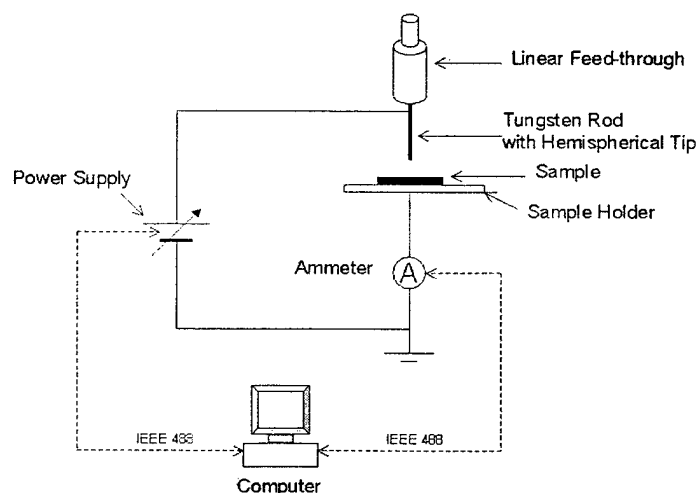 Linear Feed-through
Tungsten Rod
with Hemispherical Tip
Sample
Power Supply
Sample Holder
Ammeter
A
IEEE 488
IEEE 488
Computer